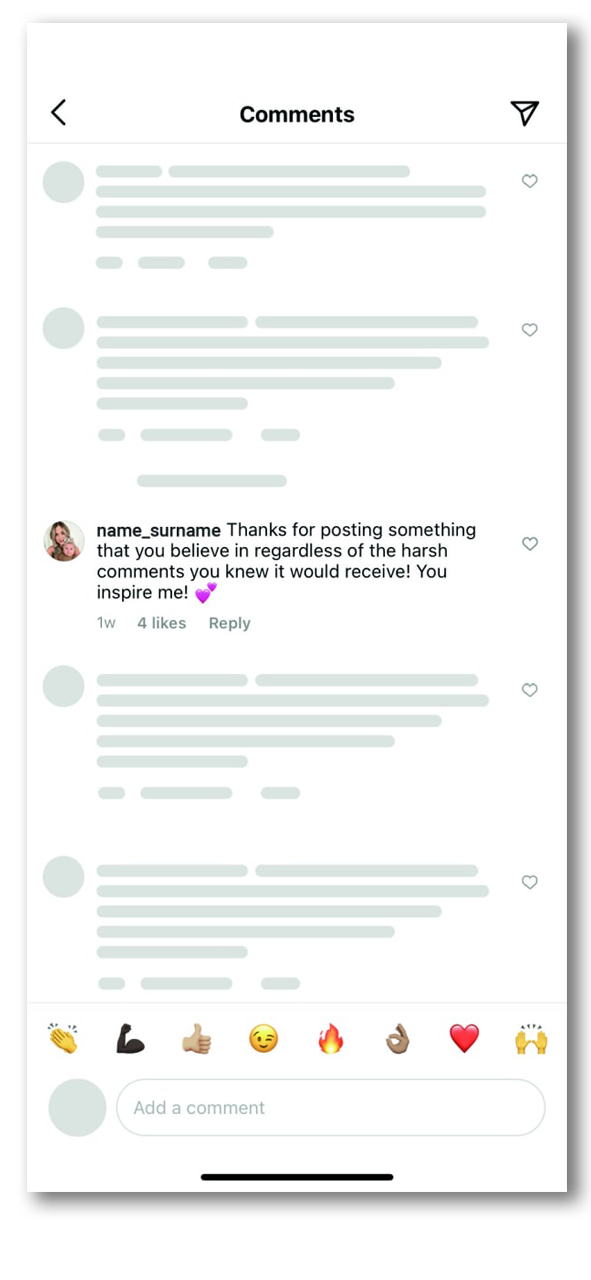 Comments
name_surname Thanks for posting something
that you believe in regardless of the harsh
comments you knew it would receive! You
inspire me! 💕
1w 4 likes Reply
Add a comment